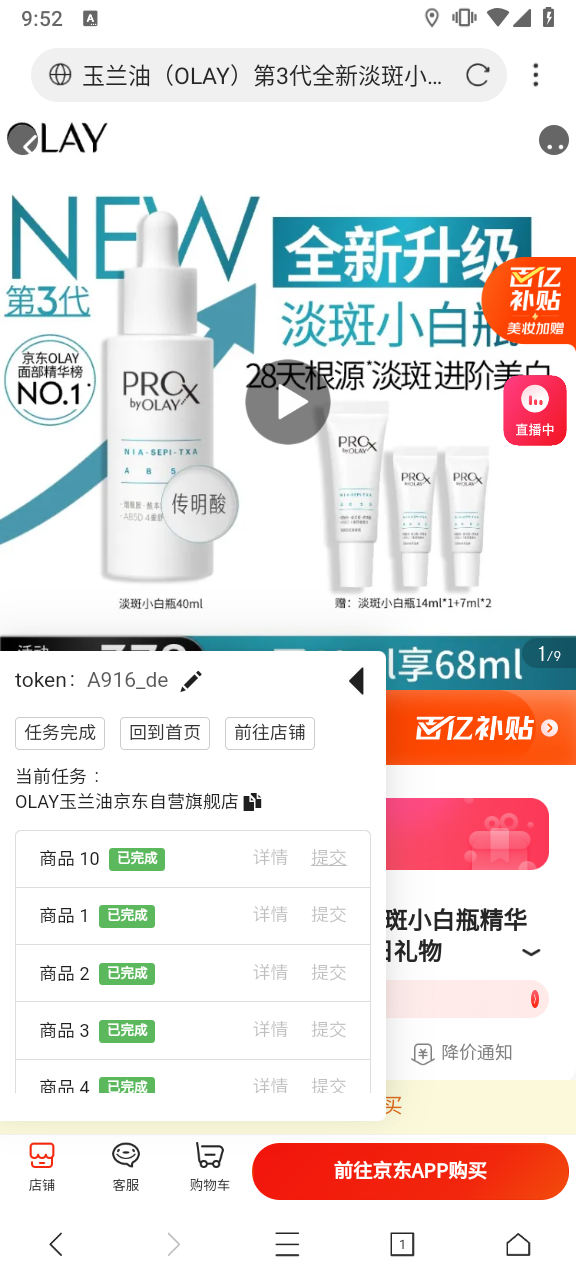 9:52
A
玉兰油（OLAY）第3代全新淡斑小...
OLAY
NEW
全新升级
第3代
淡斑小白瓶
百亿
补贴
美妆加赠
京东OLAY
面部精华榜
NO.1
28天根源*淡斑 进阶美白
直播中
PROX
by OLAY
NIA-SEPI-TXA
传明酸
淡斑小白瓶40ml
赠：淡斑小白瓶14ml*1+7ml*2
享68ml
1/9
token: A916_de
百亿补贴
任务完成
回到首页
前往店铺
当前任务：
OLAY玉兰油京东自营旗舰店
商品 10 已完成 详情 提交
商品 1 已完成 详情 提交
斑小白瓶精华
日礼物
商品 2 已完成 详情 提交
商品 3 已完成 详情 提交
降价通知
商品 4 已完成 详情 提交
买
店铺
客服
购物车
前往京东APP购买
1